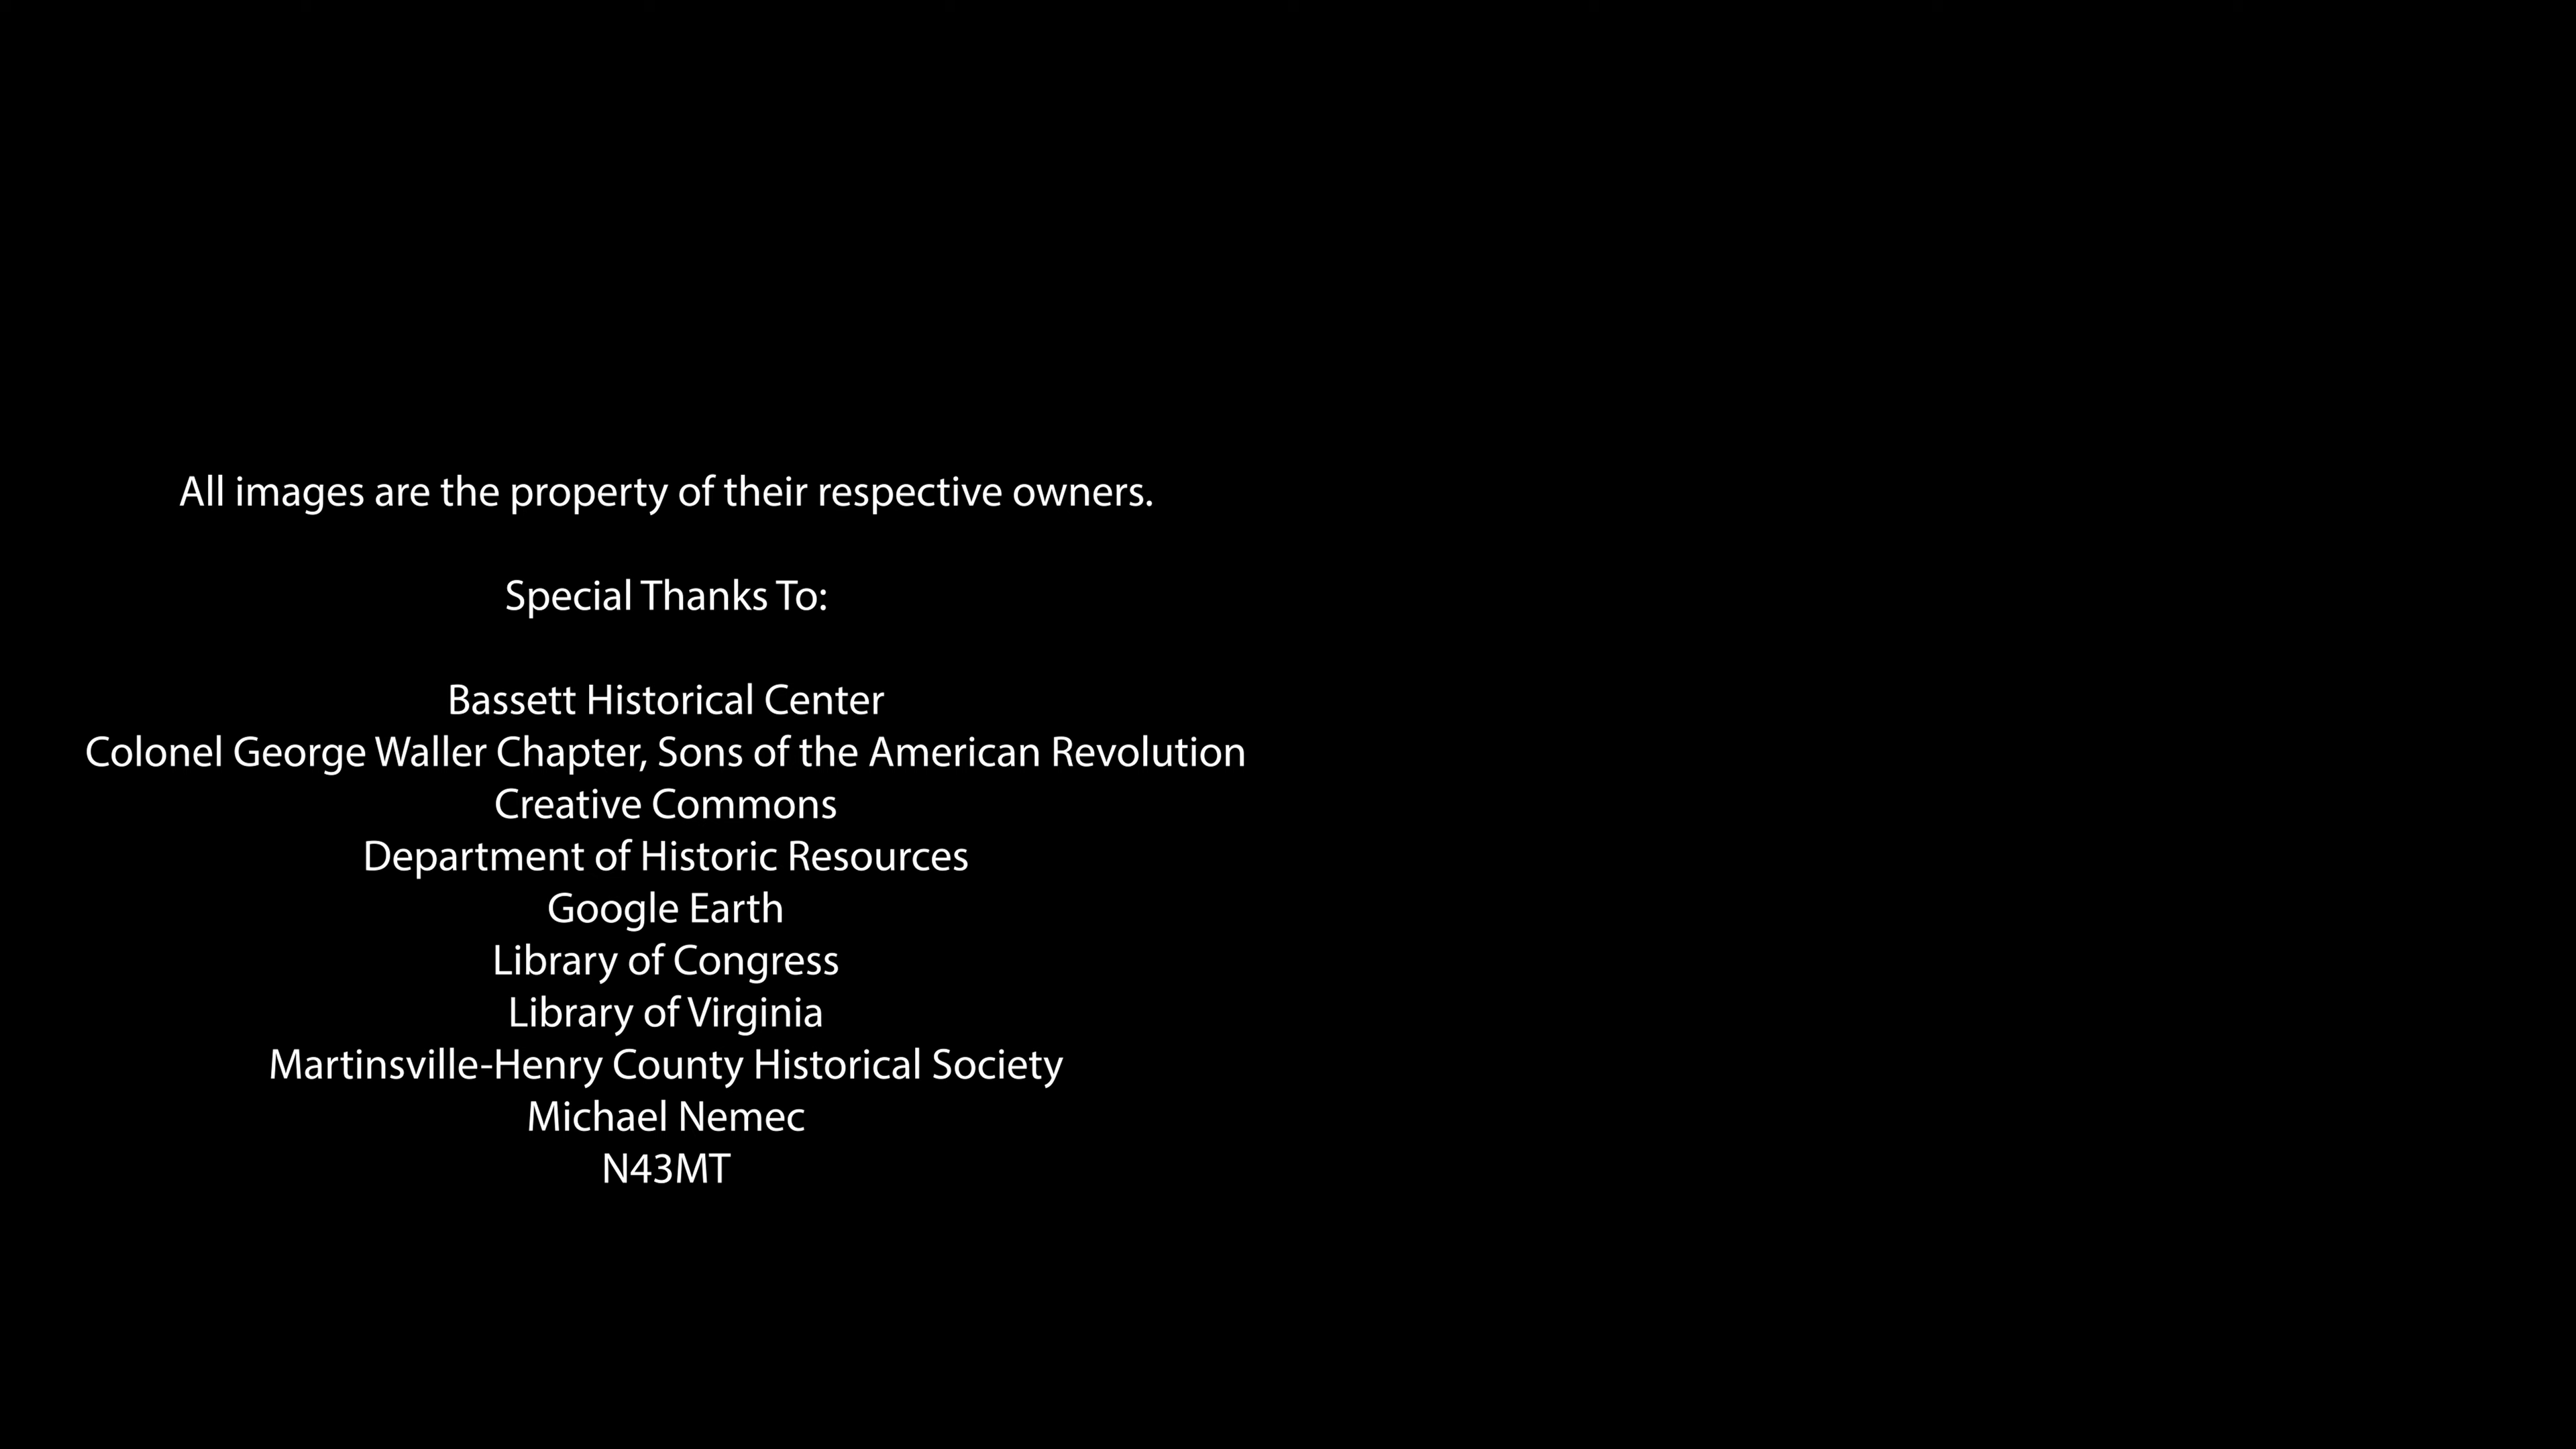 All images are the property of their respective owners.
Special Thanks To:
Bassett Historical Center
Colonel George Waller Chapter, Sons of the American Revolution
Creative Commons
Department of Historic Resources
Google Earth
Library of Congress
Library of Virginia
Martinsville-Henry County Historical Society
Michael Nemec
N43MT